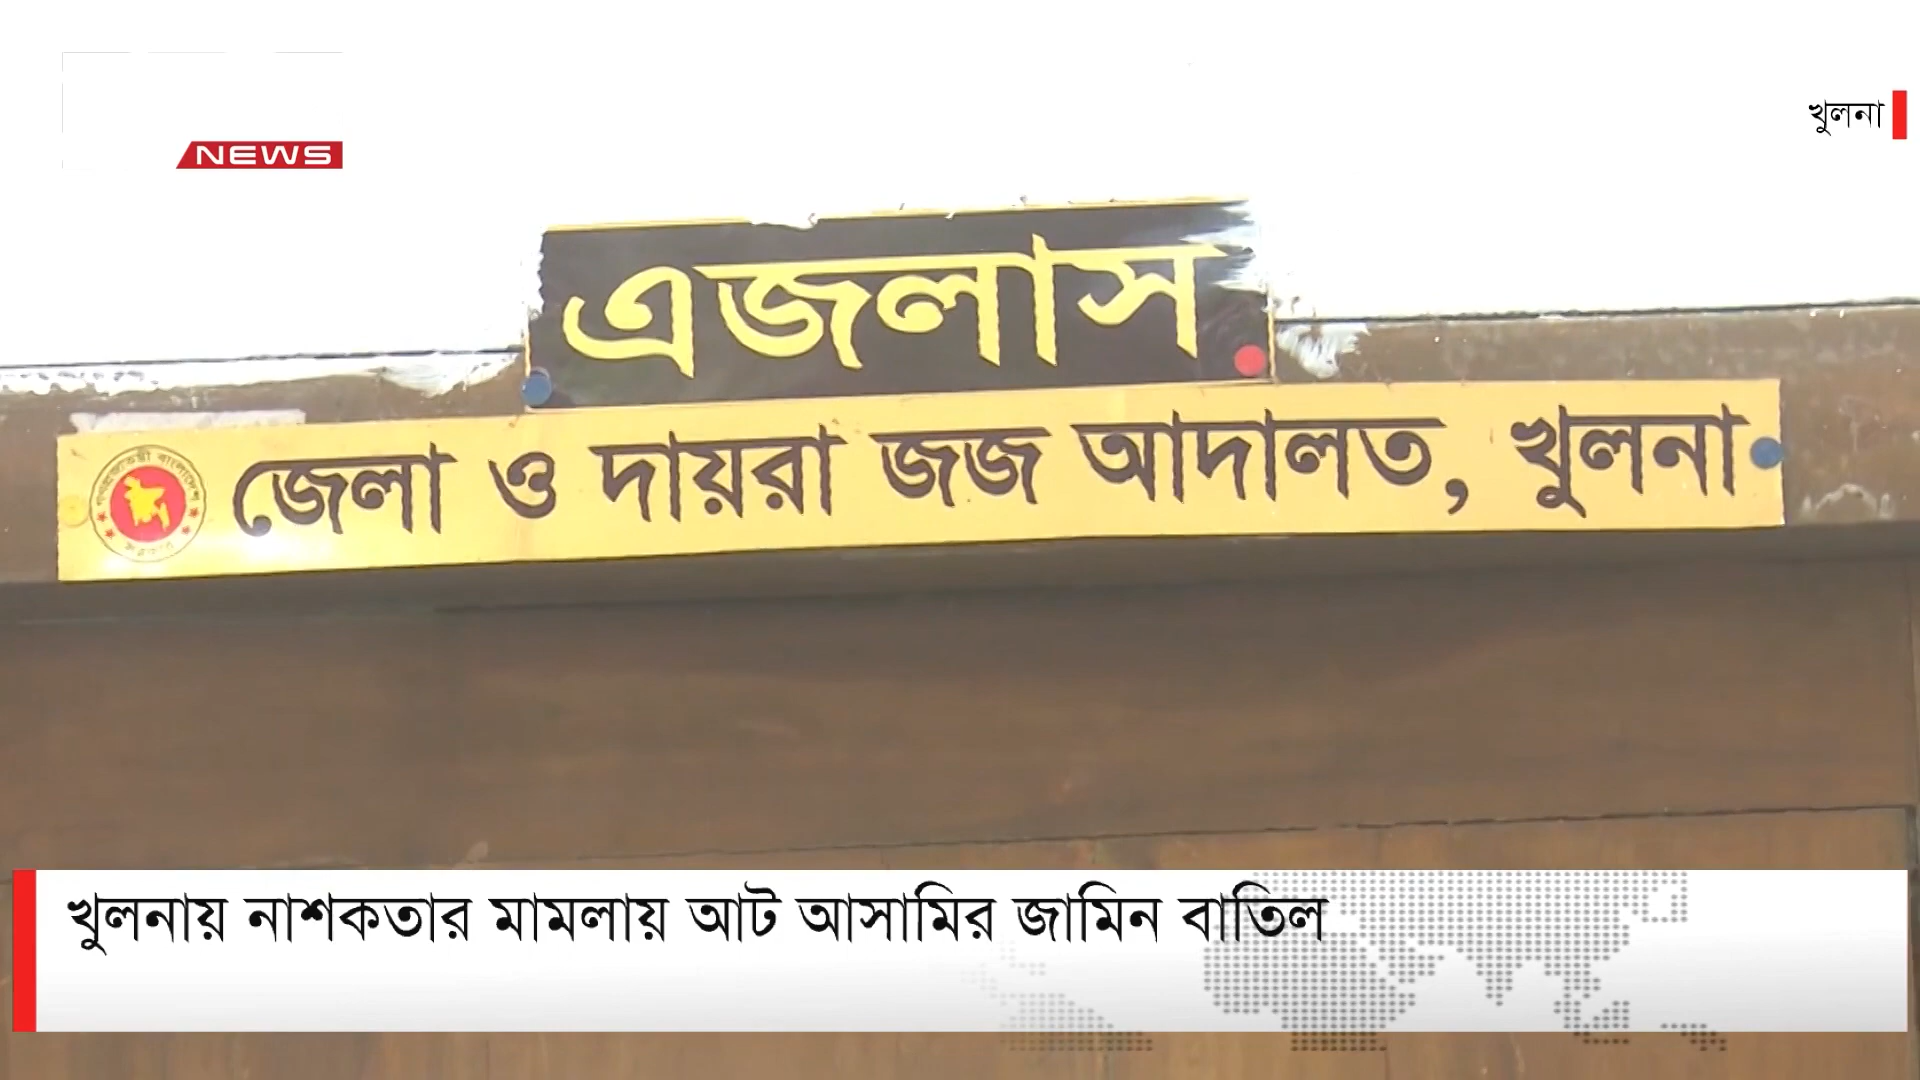 NEWS
খুলনা
এজলাস
জেলা ও দায়রা জজ আদালত, খুলনা
খুলনায় নাশকতার মামলায় আট আসামির জামিন বাতিল